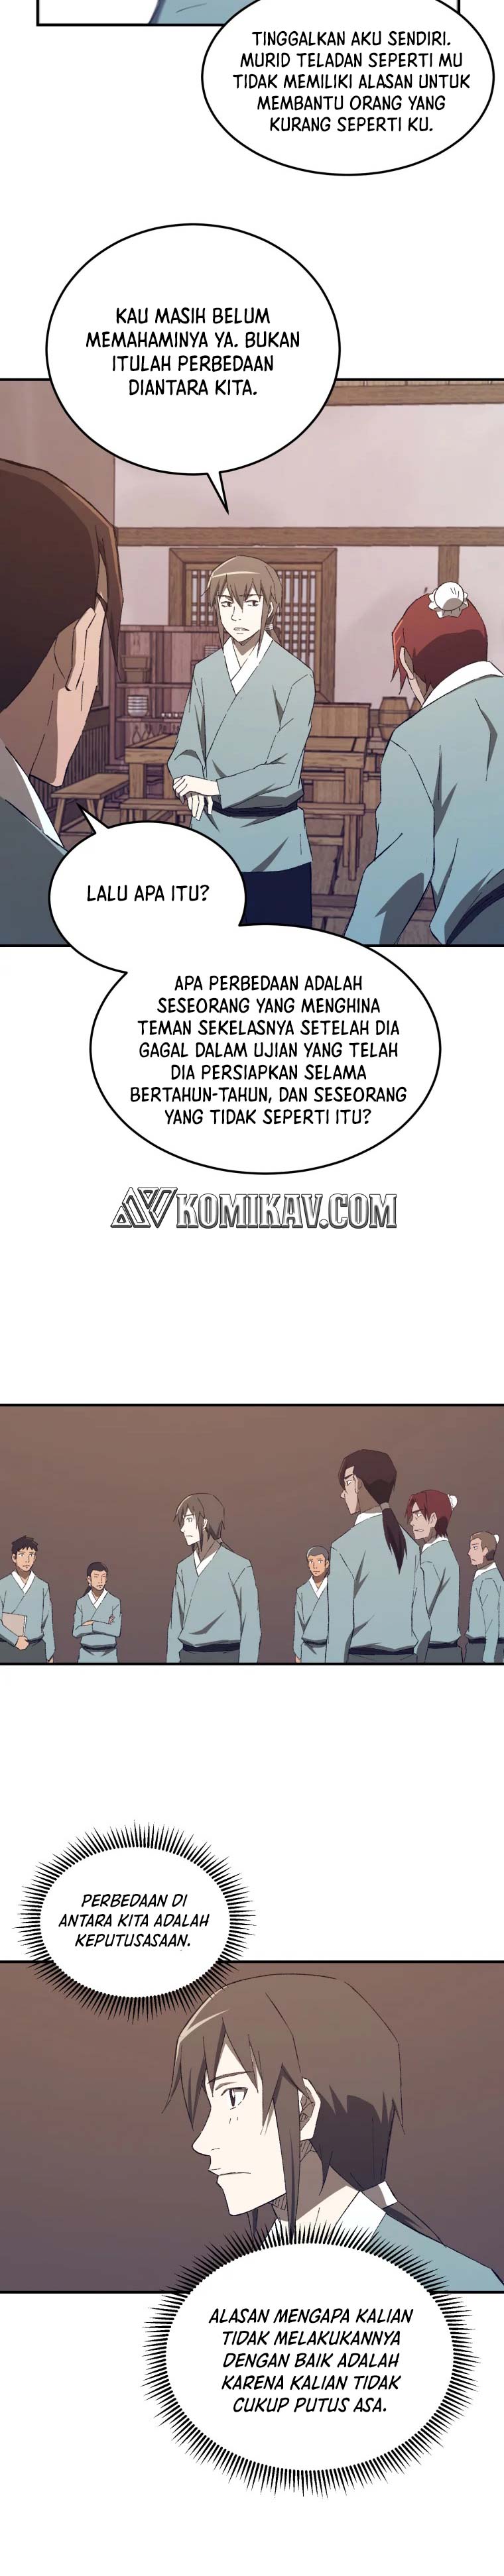 TINGGALKAN AKU SENDIRI.
MURID TELADAN SEPERTI MU
TIDAK MEMILIKI ALASAN UNTUK
MEMBANTU ORANG YANG
KURANG SEPERTI KU.
KAU MASIH BELUM
MEMAHAMINYA YA. BUKAN
ITULAH PERBEDAAN
DIANTARA KITA.
LALU APA ITU?
APA PERBEDAAN ADALAH
SESEORANG YANG MENGHINA
TEMAN SEKELASNYA SETELAH DIA
GAGAL DALAM UJIAN YANG TELAH
DIA PERSIAPKAN SELAMA
BERTAHUN-TAHUN, DAN SESEORANG
YANG TIDAK SEPERTI ITU?
KOMIKAV.COM
PERBEDAAN DI
ANTARA KITA ADALAH
KEPUTUSASAAN.
ALASAN MENGAPA KALIAN
TIDAK MELAKUKANNYA
DENGAN BAIK ADALAH
KARENA KALIAN TIDAK
CUKUP PUTUS ASA.